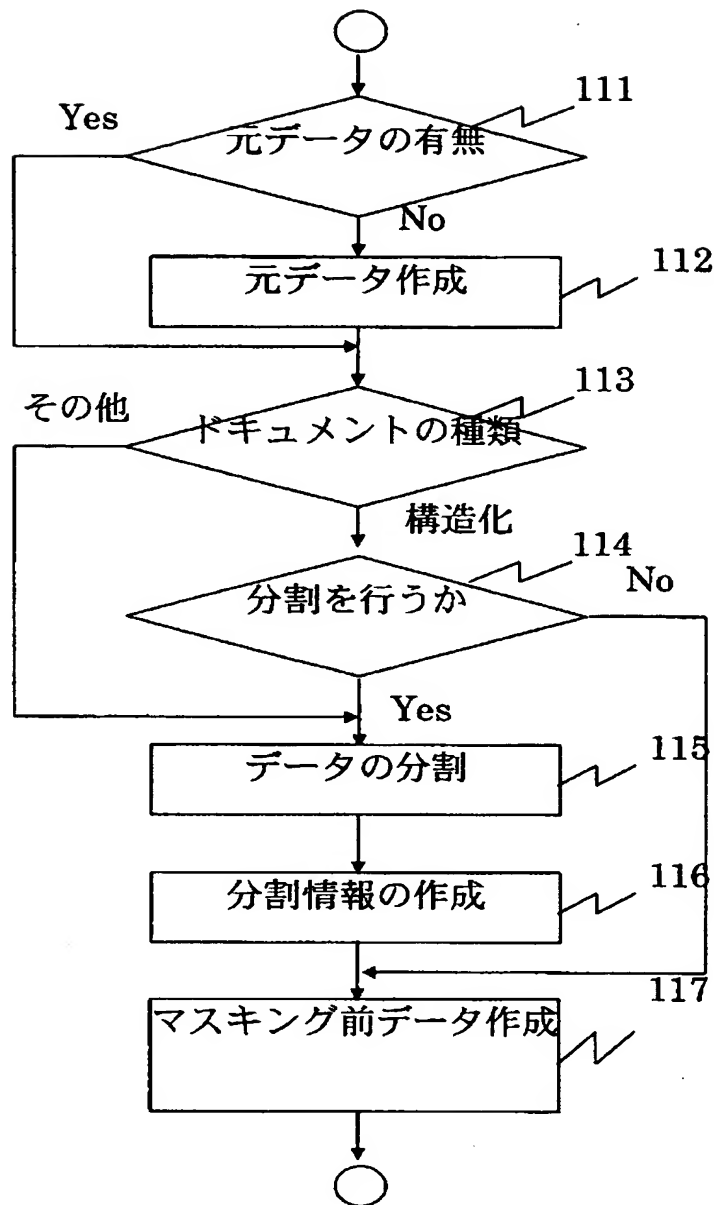 111
Yes
元データの有無
No
112
元データ作成
113
その他
ドキュメントの種類
構造化
114
No
分割を行うか
Yes
115
データの分割
116
分割情報の作成
117
マスキング前データ作成